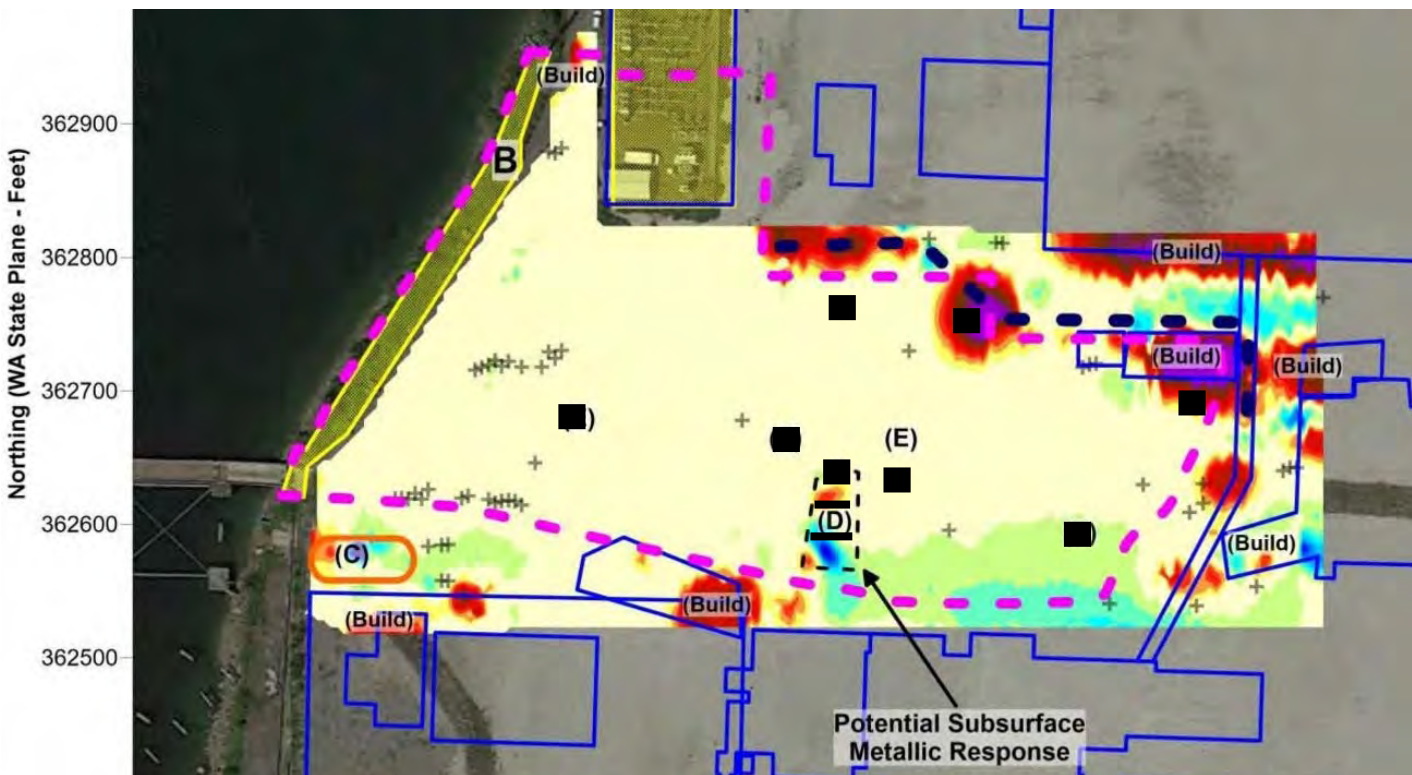 Northing (WA State Plane - Feet)
362900
362800
362700
362600
362500
(Build)
B
(Build)
(Build)
(Build)
(E)
(D)
(C)
(Build)
(Build)
(Build)
Potential Subsurface
Metallic Response